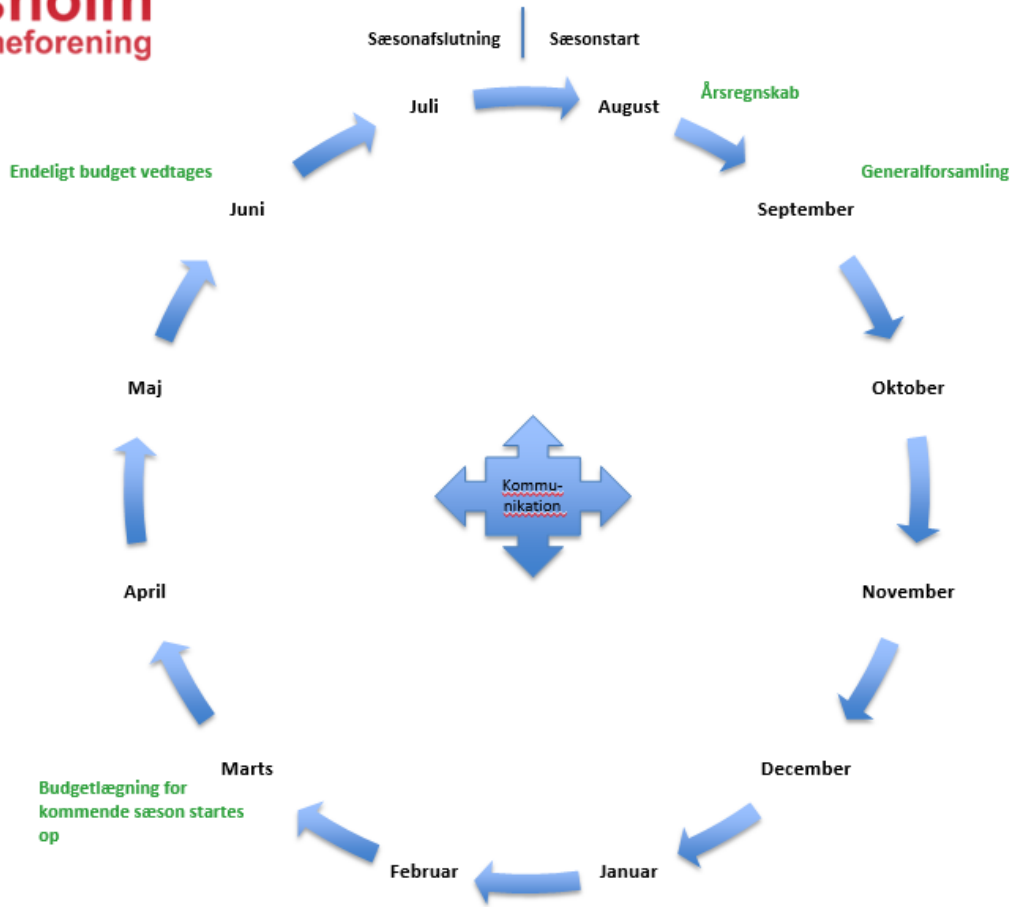 Sæsonafslutning
Sæsonstart
Juli
August
Årsregnskab
Endeligt budget vedtages
Generalforsamling
Juni
September
Maj
Oktober
Kommu-
nikation
April
November
Marts
December
Budgetlægning for
kommende sæson startes
op
Februar
Januar